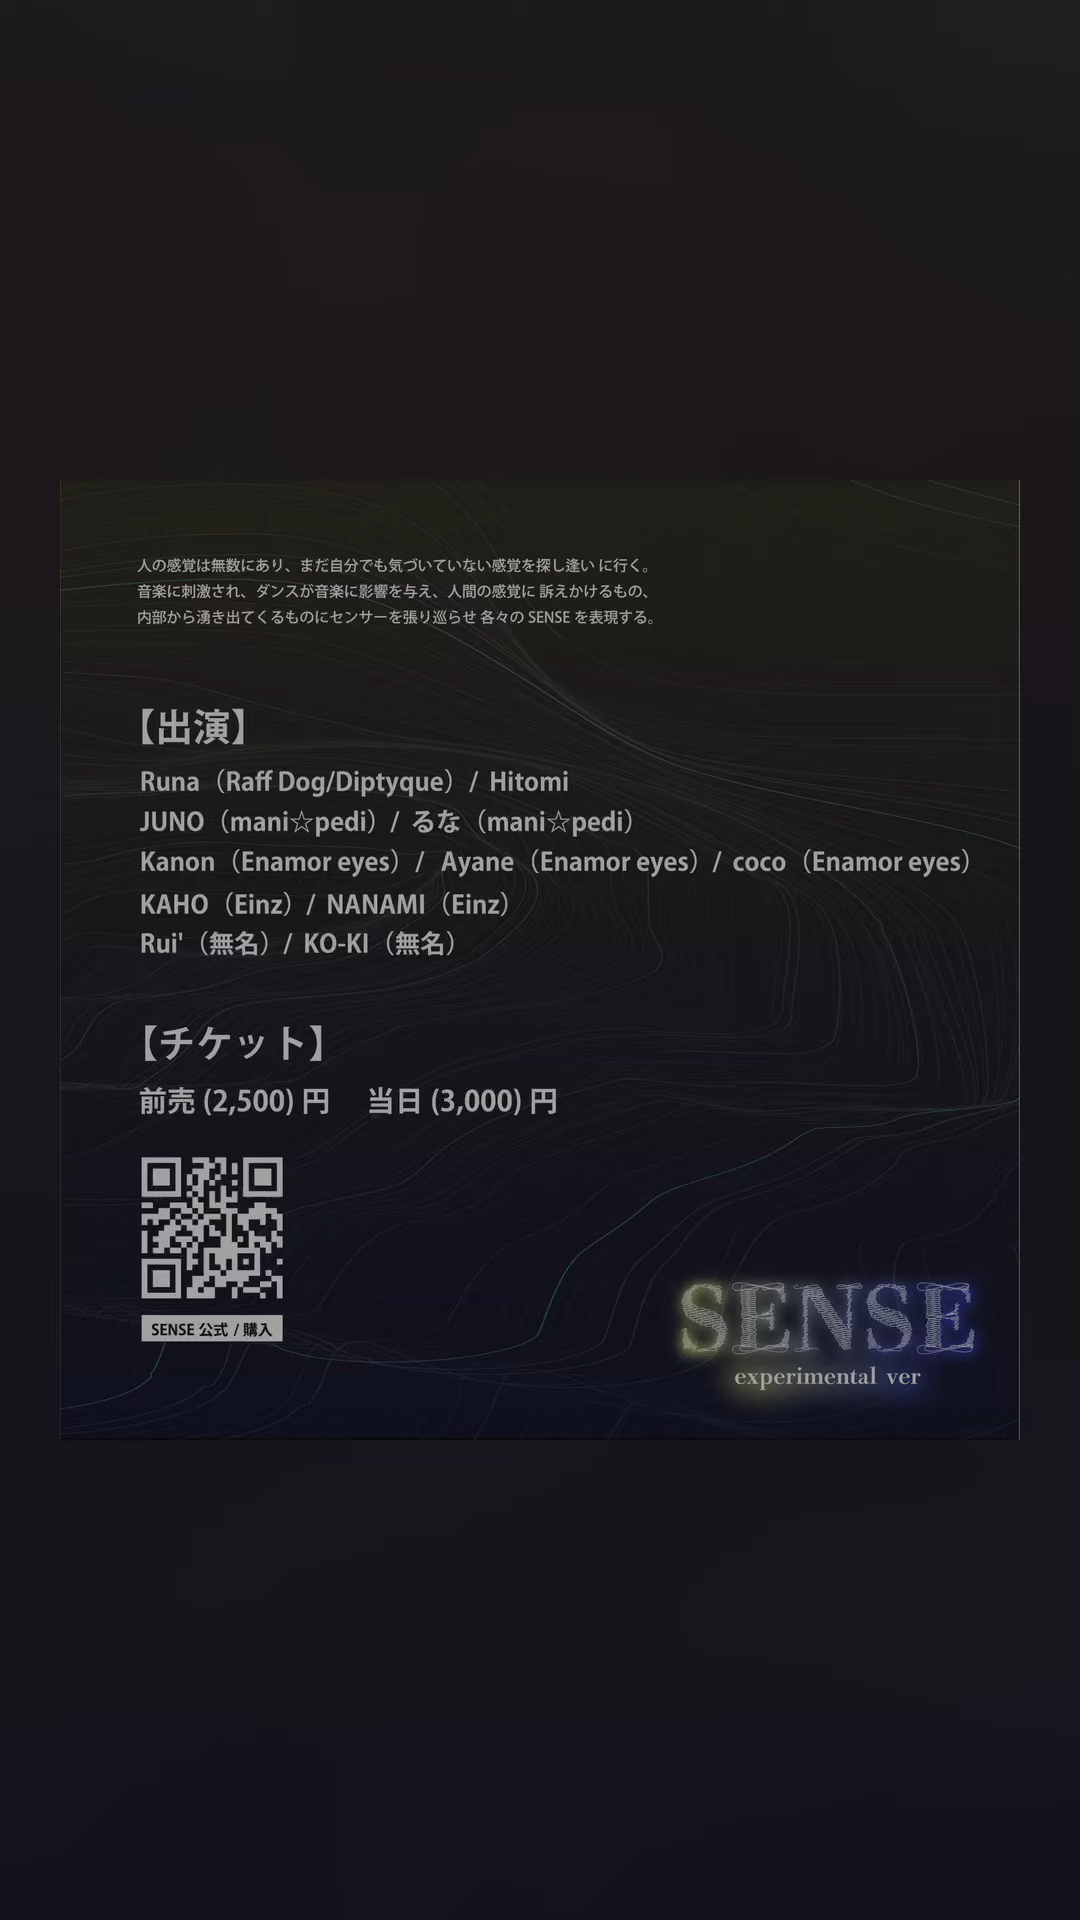 人の感覚は無数にあり、まだ自分でも気づいていない感覚を探し逢い に行く。
音楽に刺激され、ダンスが音楽に影響を与え、人間の感覚に 訴えかけるもの、
内部から湧き出てくるものにセンサーを張り巡らせ 各々の SENSE を表現する。
【出演】
Runa（Raff Dog/Diptyque）/ Hitomi
JUNO（mani☆pedi）/ るな（mani☆pedi）
Kanon（Enamor eyes）/ Ayane（Enamor eyes）/ coco（Enamor eyes）
KAHO（Einz）/ NANAMI（Einz）
Rui'（無名）/ KO-KI（無名）
【チケット】
前売 (2,500) 円　当日 (3,000) 円
SENSE 公式 / 購入
SENSE
experimental ver